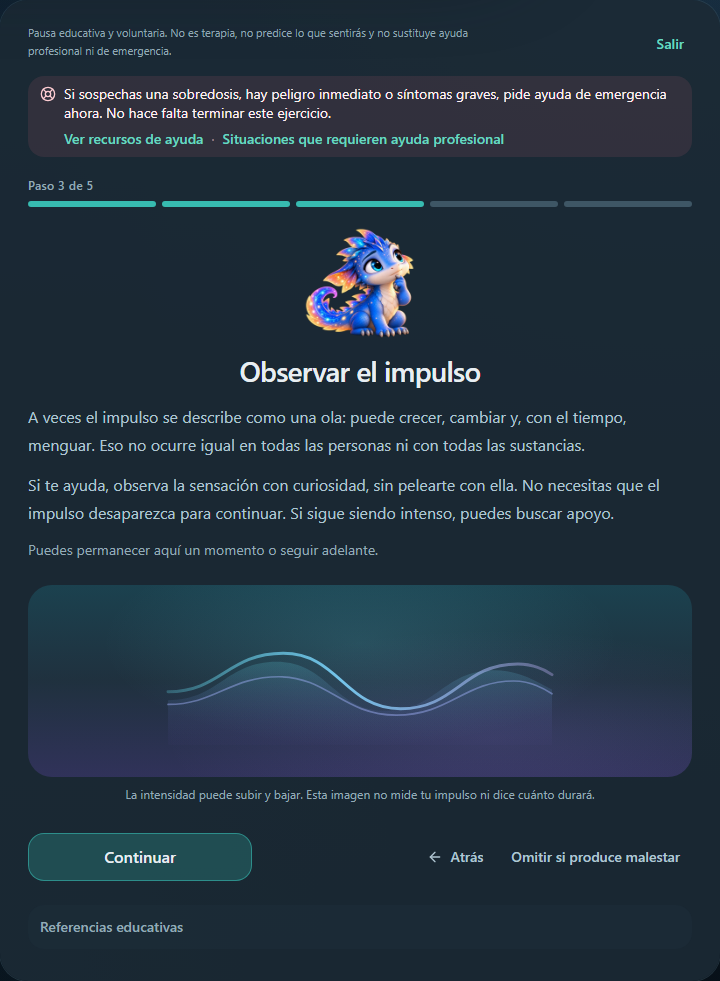 Pausa educativa y voluntaria. No es terapia, no predice lo que sentirás y no sustituye ayuda
profesional ni de emergencia.
Salir
Si sospechas una sobredosis, hay peligro inmediato o síntomas graves, pide ayuda de emergencia
ahora. No hace falta terminar este ejercicio.
Ver recursos de ayuda · Situaciones que requieren ayuda profesional
Paso 3 de 5
Observar el impulso
A veces el impulso se describe como una ola: puede crecer, cambiar y, con el tiempo,
menguar. Eso no ocurre igual en todas las personas ni con todas las sustancias.
Si te ayuda, observa la sensación con curiosidad, sin pelearte con ella. No necesitas que el
impulso desaparezca para continuar. Si sigue siendo intenso, puedes buscar apoyo.
Puedes permanecer aquí un momento o seguir adelante.
La intensidad puede subir y bajar. Esta imagen no mide tu impulso ni dice cuánto durará.
Continuar
← Atrás
Omitir si produce malestar
Referencias educativas